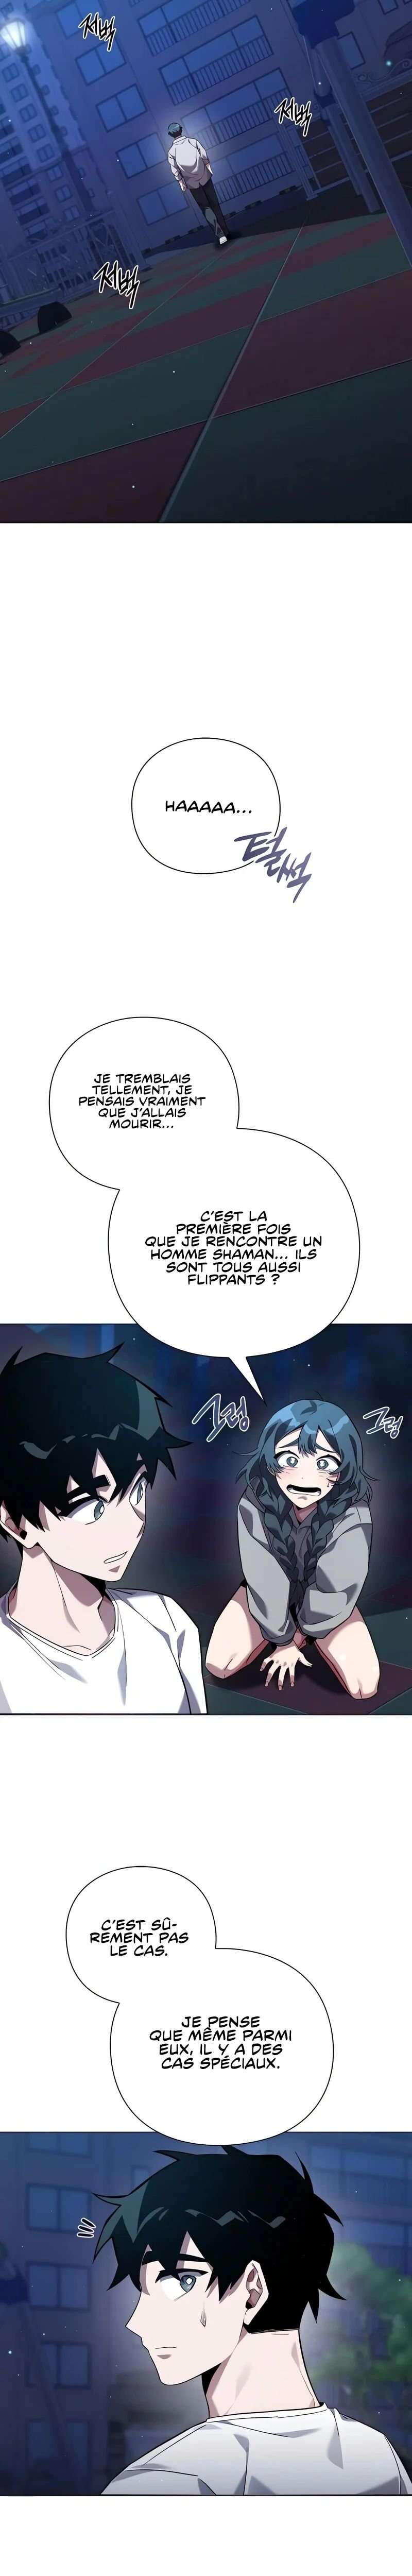 저벅
저벅
저벅
HAAAAA...
털
썩
JE TREMBLAIS
TELLEMENT, JE
PENSAIS VRAIMENT
QUE J'ALLAIS
MOURIR...
C'EST LA
PREMIÈRE FOIS
QUE JE RENCONTRE UN
HOMME SHAMAN... ILS
SONT TOUS AUSSI
FLIPPANTS ?
그렁
그렁
C'EST SÛ-
REMENT PAS
LE CAS.
JE PENSE
QUE MÊME PARMI
EUX, IL Y A DES
CAS SPÉCIAUX.